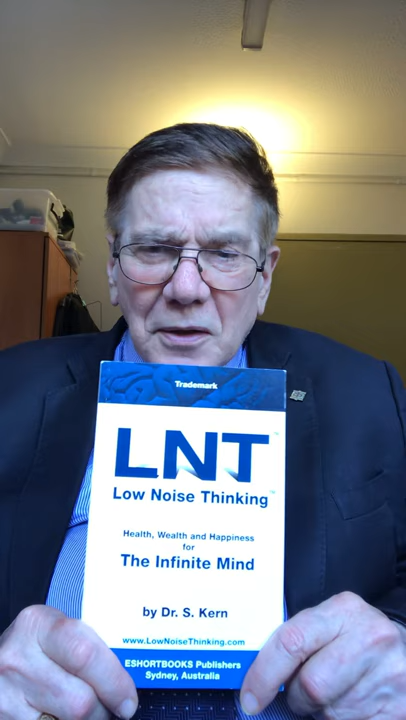 Trademark
LNT
Low Noise Thinking
Health, Wealth and Happiness
for
The Infinite Mind
by Dr. S. Kern
www.LowNoiseThinking.com
ESHORTBOOKS Publishers
Sydney, Australia